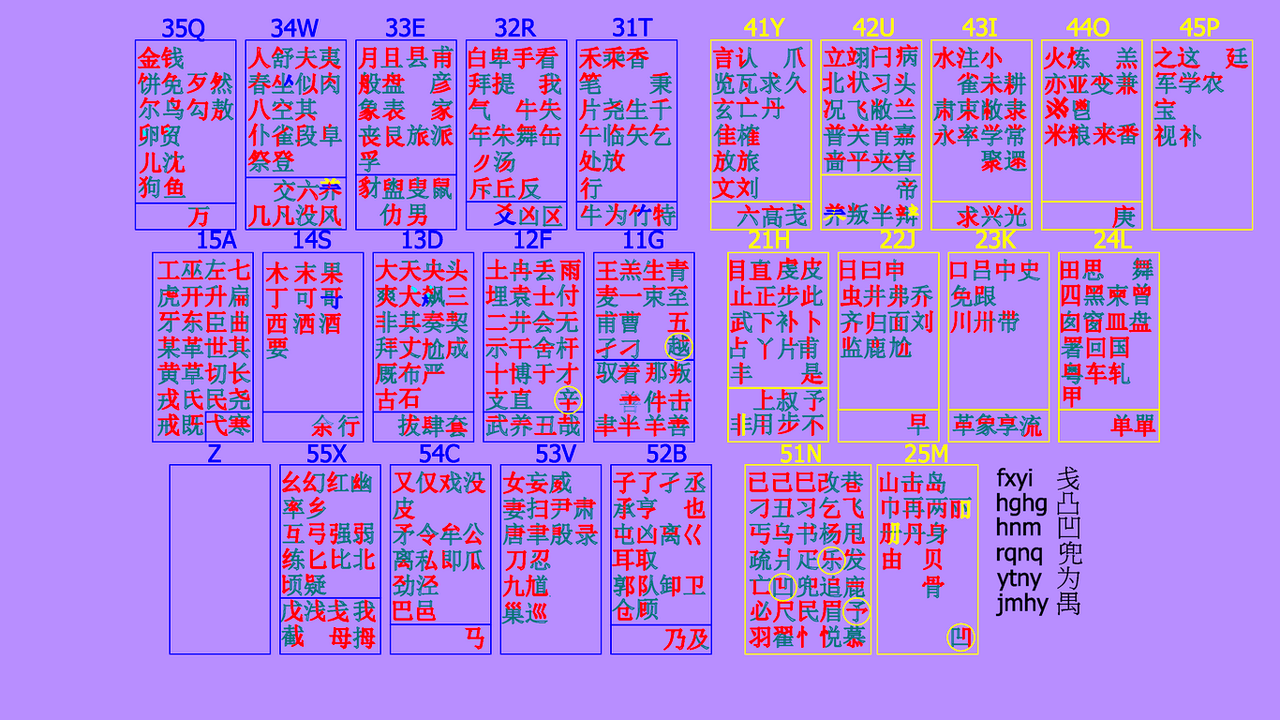 35Q 34W 33E 32R 31T 41Y 42U 43I 44O 45P
金钱
饼免歹然
尔鸟勾敖
卵贸
儿沈
狗鱼
万
人舒夫夷
春坐似肉
八空其
仆雀段阜
祭登
交六养
几凡没风
月且县甫
般盘 彦
象表 家
丧艮旅派
孚
豺盥叟鼠
仂男
白卑手看
拜提 我
气 牛失
年朱舞缶
〃汤
斥丘反
爻凶区
禾乘香
笔 秉
片尧生千
午临矢乞
处放
行
牛为竹特
言认 爪
览瓦求久
玄亡丹
佳榷
放旅
文刘
六高戋
立翊门病
北状习头
况飞敝兰
普关首嘉
啬平夹窅
帝
养叛半辩
水注小
雀未耕
肃束敝隶
永率学常
聚遝
求兴光
火炼 羔
亦亚变兼
米粮来番
庚
之这 廷
军学农
宝
视补
15A 14S 13D 12F 11G 21H 22J 23K 24L
工巫左七
虎开升扁
牙东臣曲
某革世其
黄草切长
戎氏民尧
戒既弋寒
木末果
丁可哥
西洒酒
要
余行
大天央头
爽大飙三
非其奏契
拜丈尬成
厩布严
古石
拔肆套
土冉丢雨
埋袁士付
二井会无
示干舍杆
十博于才
支直 辛
武养丑哉
王羔生青
麦一束至
甫曹 五
孑刁 越
驭着那叛
善件击
聿半羊善
目直虔皮
止正步此
武下补卜
占丫片甫
丰 是
上叔予
非用步不
日曰申
虫井弗乔
齐归面刘
监鹿尬
早
口吕中史
免跟
川卅带
革象享流
田思 舞
四黑柬曾
囱窗皿盘
署回国
粤车轧
甲
单單
Z 55X 54C 53V 52B 51N 25M
幺幻红幽
率乡
互弓强弱
练匕比北
顷疑
戊浅戋我
截 母拇
又仅戏没
皮
矛令牟公
离私即瓜
劲泾
巴邑
马
女妄威
妻扫尹肃
唐聿殷录
刀忍
九馗
巢巡
子了孑丞
承亨 也
屯凶离巜
耳取
郭队卸卫
仓顾
乃及
已己巳改巷
刁丑习乞飞
丐乌书杨甩
疏爿疋乐发
亡凹兜追鹿
必尺民眉予
羽翟忄悦慕
山击岛
巾再两丽
册丹身
由 贝
骨
凹
fxyi 戋
hghg 凸
hnm 凹
rqnq 兜
ytny 为
jmhy 禺